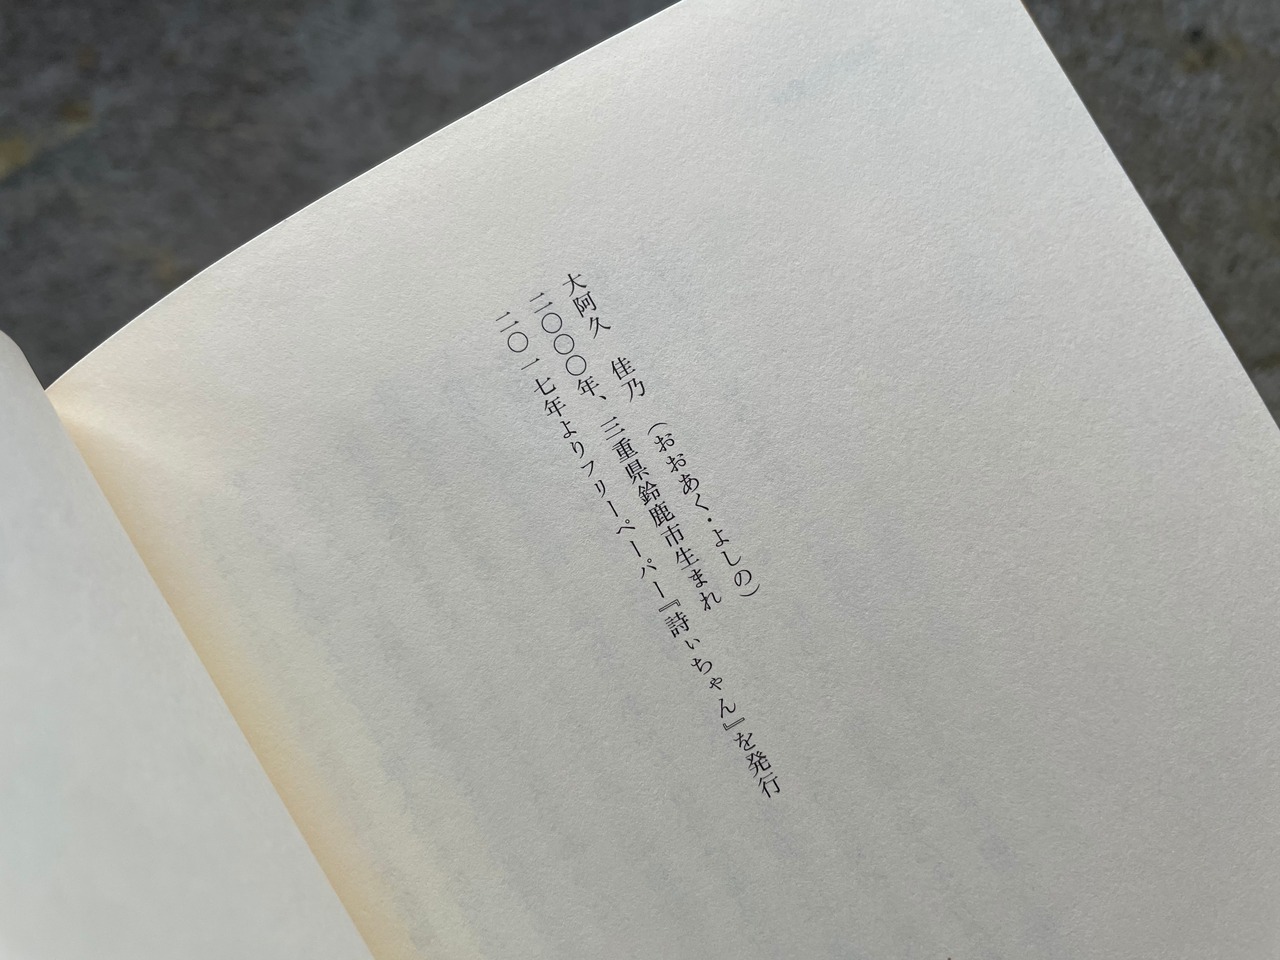 大阿久　佳乃　（おおあく・よしの）
二〇〇〇年、三重県鈴鹿市生まれ
二〇一七年よりフリーペーパー『詩ぃちゃん』を発行